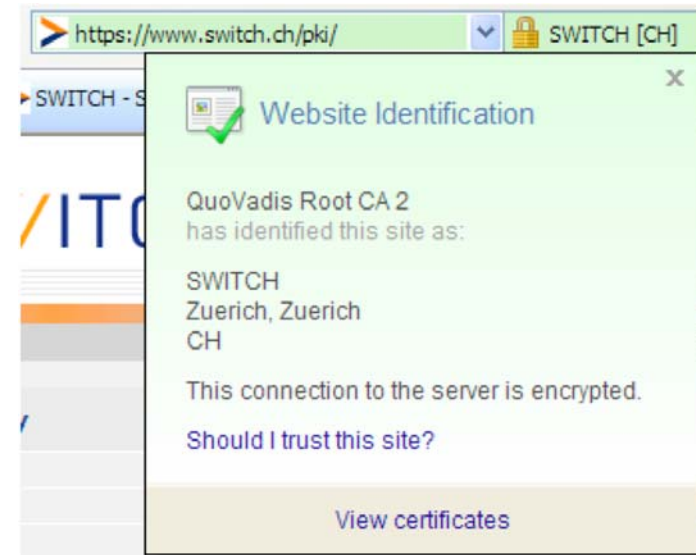 https://www.switch.ch/pki/
SWITCH [CH]
SWITCH - S
x
Website Identification
ITC
QuoVadis Root CA 2
has identified this site as:
SWITCH
Zuerich, Zuerich
CH
This connection to the server is encrypted.
Should I trust this site?
View certificates